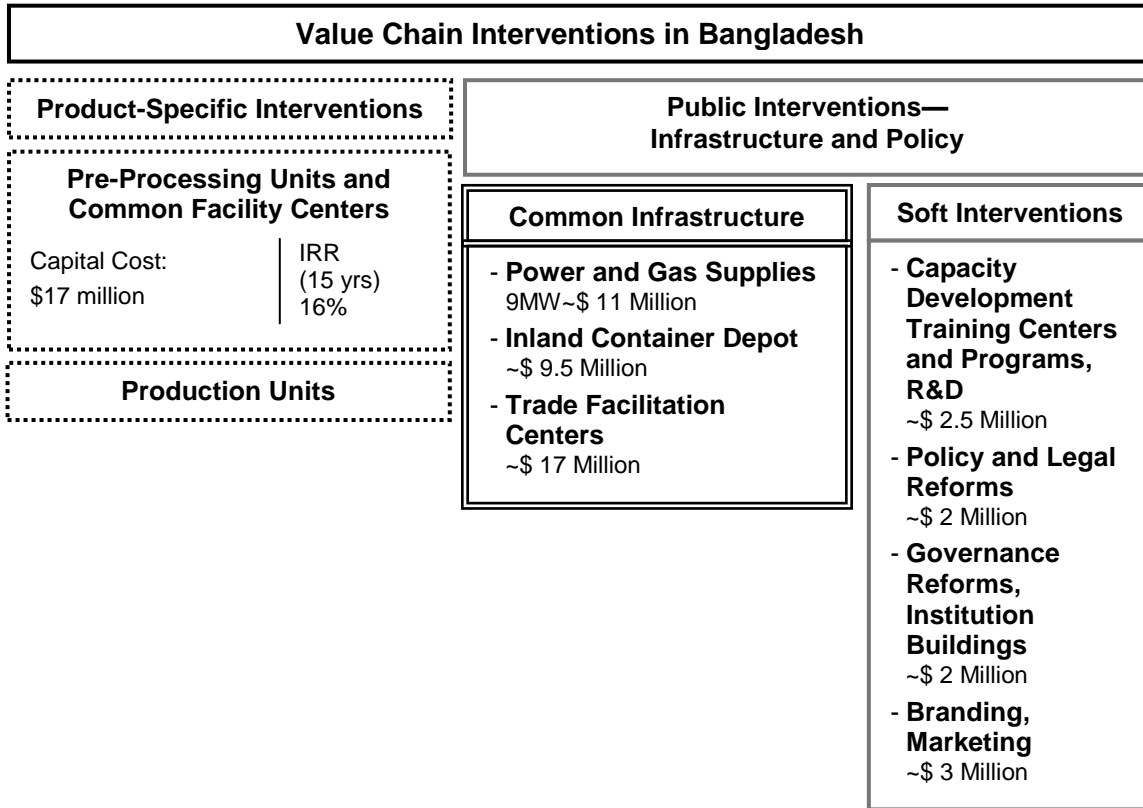 Value Chain Interventions in Bangladesh
Product-Specific Interventions
Pre-Processing Units and
Common Facility Centers
Capital Cost:
$17 million
IRR
(15 yrs)
16%
Production Units
Public Interventions—
Infrastructure and Policy
Common Infrastructure
- Power and Gas Supplies
9MW~$ 11 Million
- Inland Container Depot
~$ 9.5 Million
- Trade Facilitation
Centers
~$ 17 Million
Soft Interventions
- Capacity
Development
Training Centers
and Programs,
R&D
~$ 2.5 Million
- Policy and Legal
Reforms
~$ 2 Million
- Governance
Reforms,
Institution
Buildings
~$ 2 Million
- Branding,
Marketing
~$ 3 Million